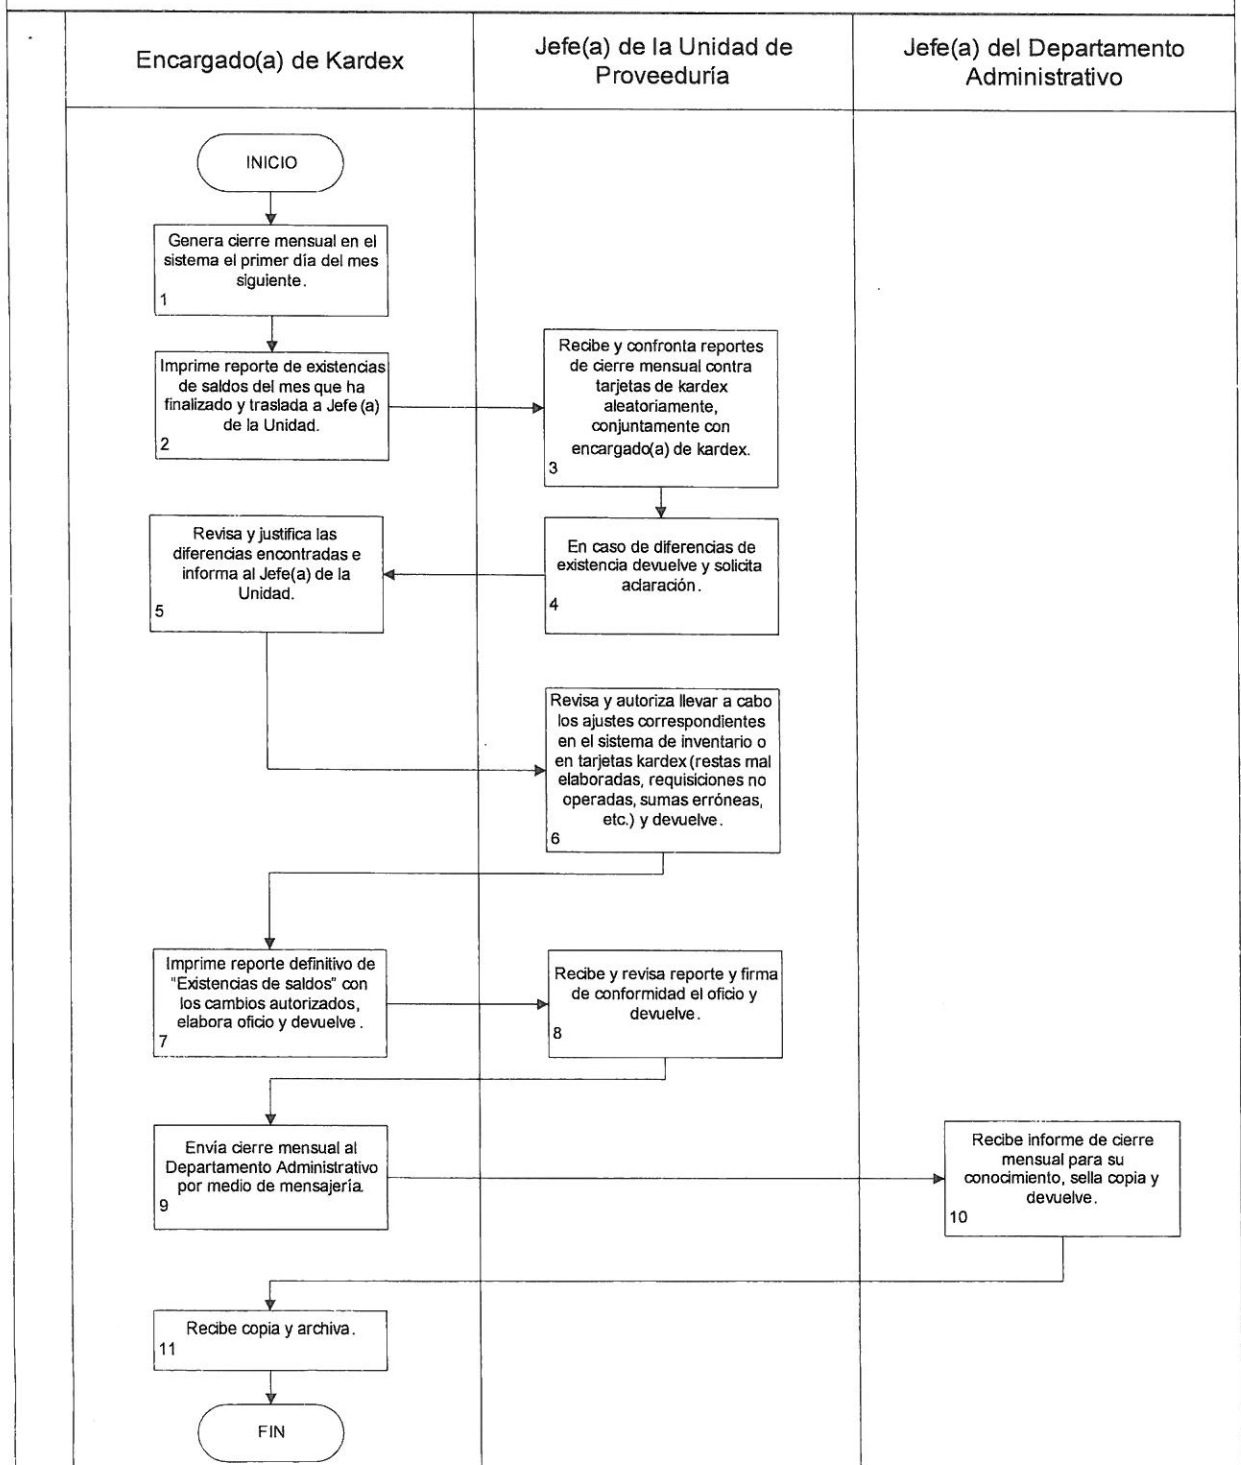 Encargado(a) de Kardex
Jefe(a) de la Unidad de
Proveeduría
Jefe(a) del Departamento
Administrativo
INICIO
Genera cierre mensual en el
sistema el primer día del mes
siguiente.
1
Imprime reporte de existencias
de saldos del mes que ha
finalizado y traslada a Jefe (a)
de la Unidad.
2
Recibe y confronta reportes
de cierre mensual contra
tarjetas de kardex
aleatoriamente,
conjuntamente con
encargado(a) de kardex.
3
En caso de diferencias de
existencia devuelve y solicita
aclaración.
4
Revisa y justifica las
diferencias encontradas e
informa al Jefe(a) de la
Unidad.
5
Revisa y autoriza llevar a cabo
los ajustes correspondientes
en el sistema de inventario o
en tarjetas kardex (restas mal
elaboradas, requisiciones no
operadas, sumas erróneas,
etc.) y devuelve.
6
Imprime reporte definitivo de
"Existencias de saldos" con
los cambios autorizados,
elabora oficio y devuelve.
7
Recibe y revisa reporte y firma
de conformidad el oficio y
devuelve.
8
Envía cierre mensual al
Departamento Administrativo
por medio de mensajería.
9
Recibe informe de cierre
mensual para su
conocimiento, sella copia y
devuelve.
10
Recibe copia y archiva.
11
FIN